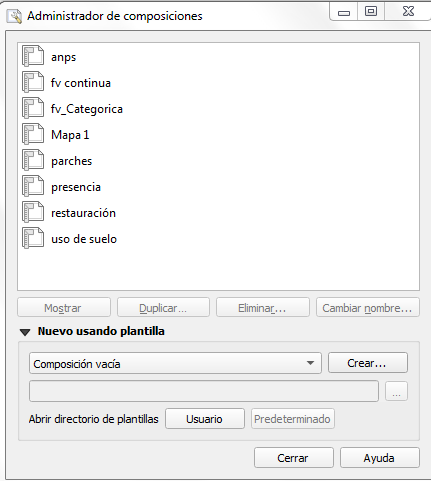 Administrador de composiciones
anps
fv continua
fv_Categorica
Mapa 1
parches
presencia
restauración
uso de suelo
Mostrar Duplicar... Eliminar... Cambiar nombre...
Nuevo usando plantilla
Composición vacía Crear...
...
Abrir directorio de plantillas Usuario Predeterminado
Cerrar Ayuda